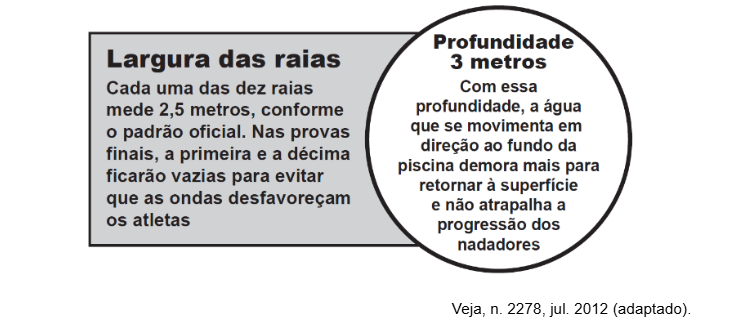 Largura das raias
Cada uma das dez raias
mede 2,5 metros, conforme
o padrão oficial. Nas provas
finais, a primeira e a décima
ficarão vazias para evitar
que as ondas desfavoreçam
os atletas
Profundidade
3 metros
Com essa
profundidade, a água
que se movimenta em
direção ao fundo da
piscina demora mais para
retornar à superfície
e não atrapalha a
progressão dos
nadadores
Veja, n. 2278, jul. 2012 (adaptado).